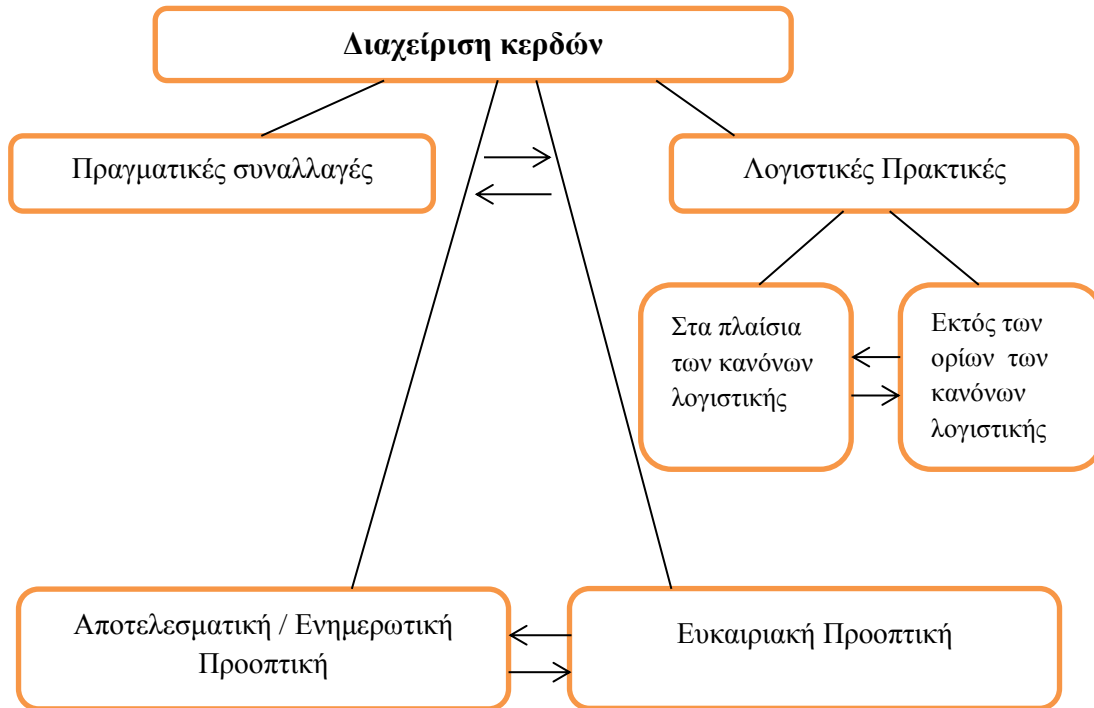 Διαχείριση κερδών
Πραγματικές συναλλαγές
Λογιστικές Πρακτικές
Στα πλαίσια
των κανόνων
λογιστικής
Εκτός των
ορίων των
κανόνων
λογιστικής
Αποτελεσματική / Ενημερωτική
Προοπτική
Ευκαιριακή Προοπτική